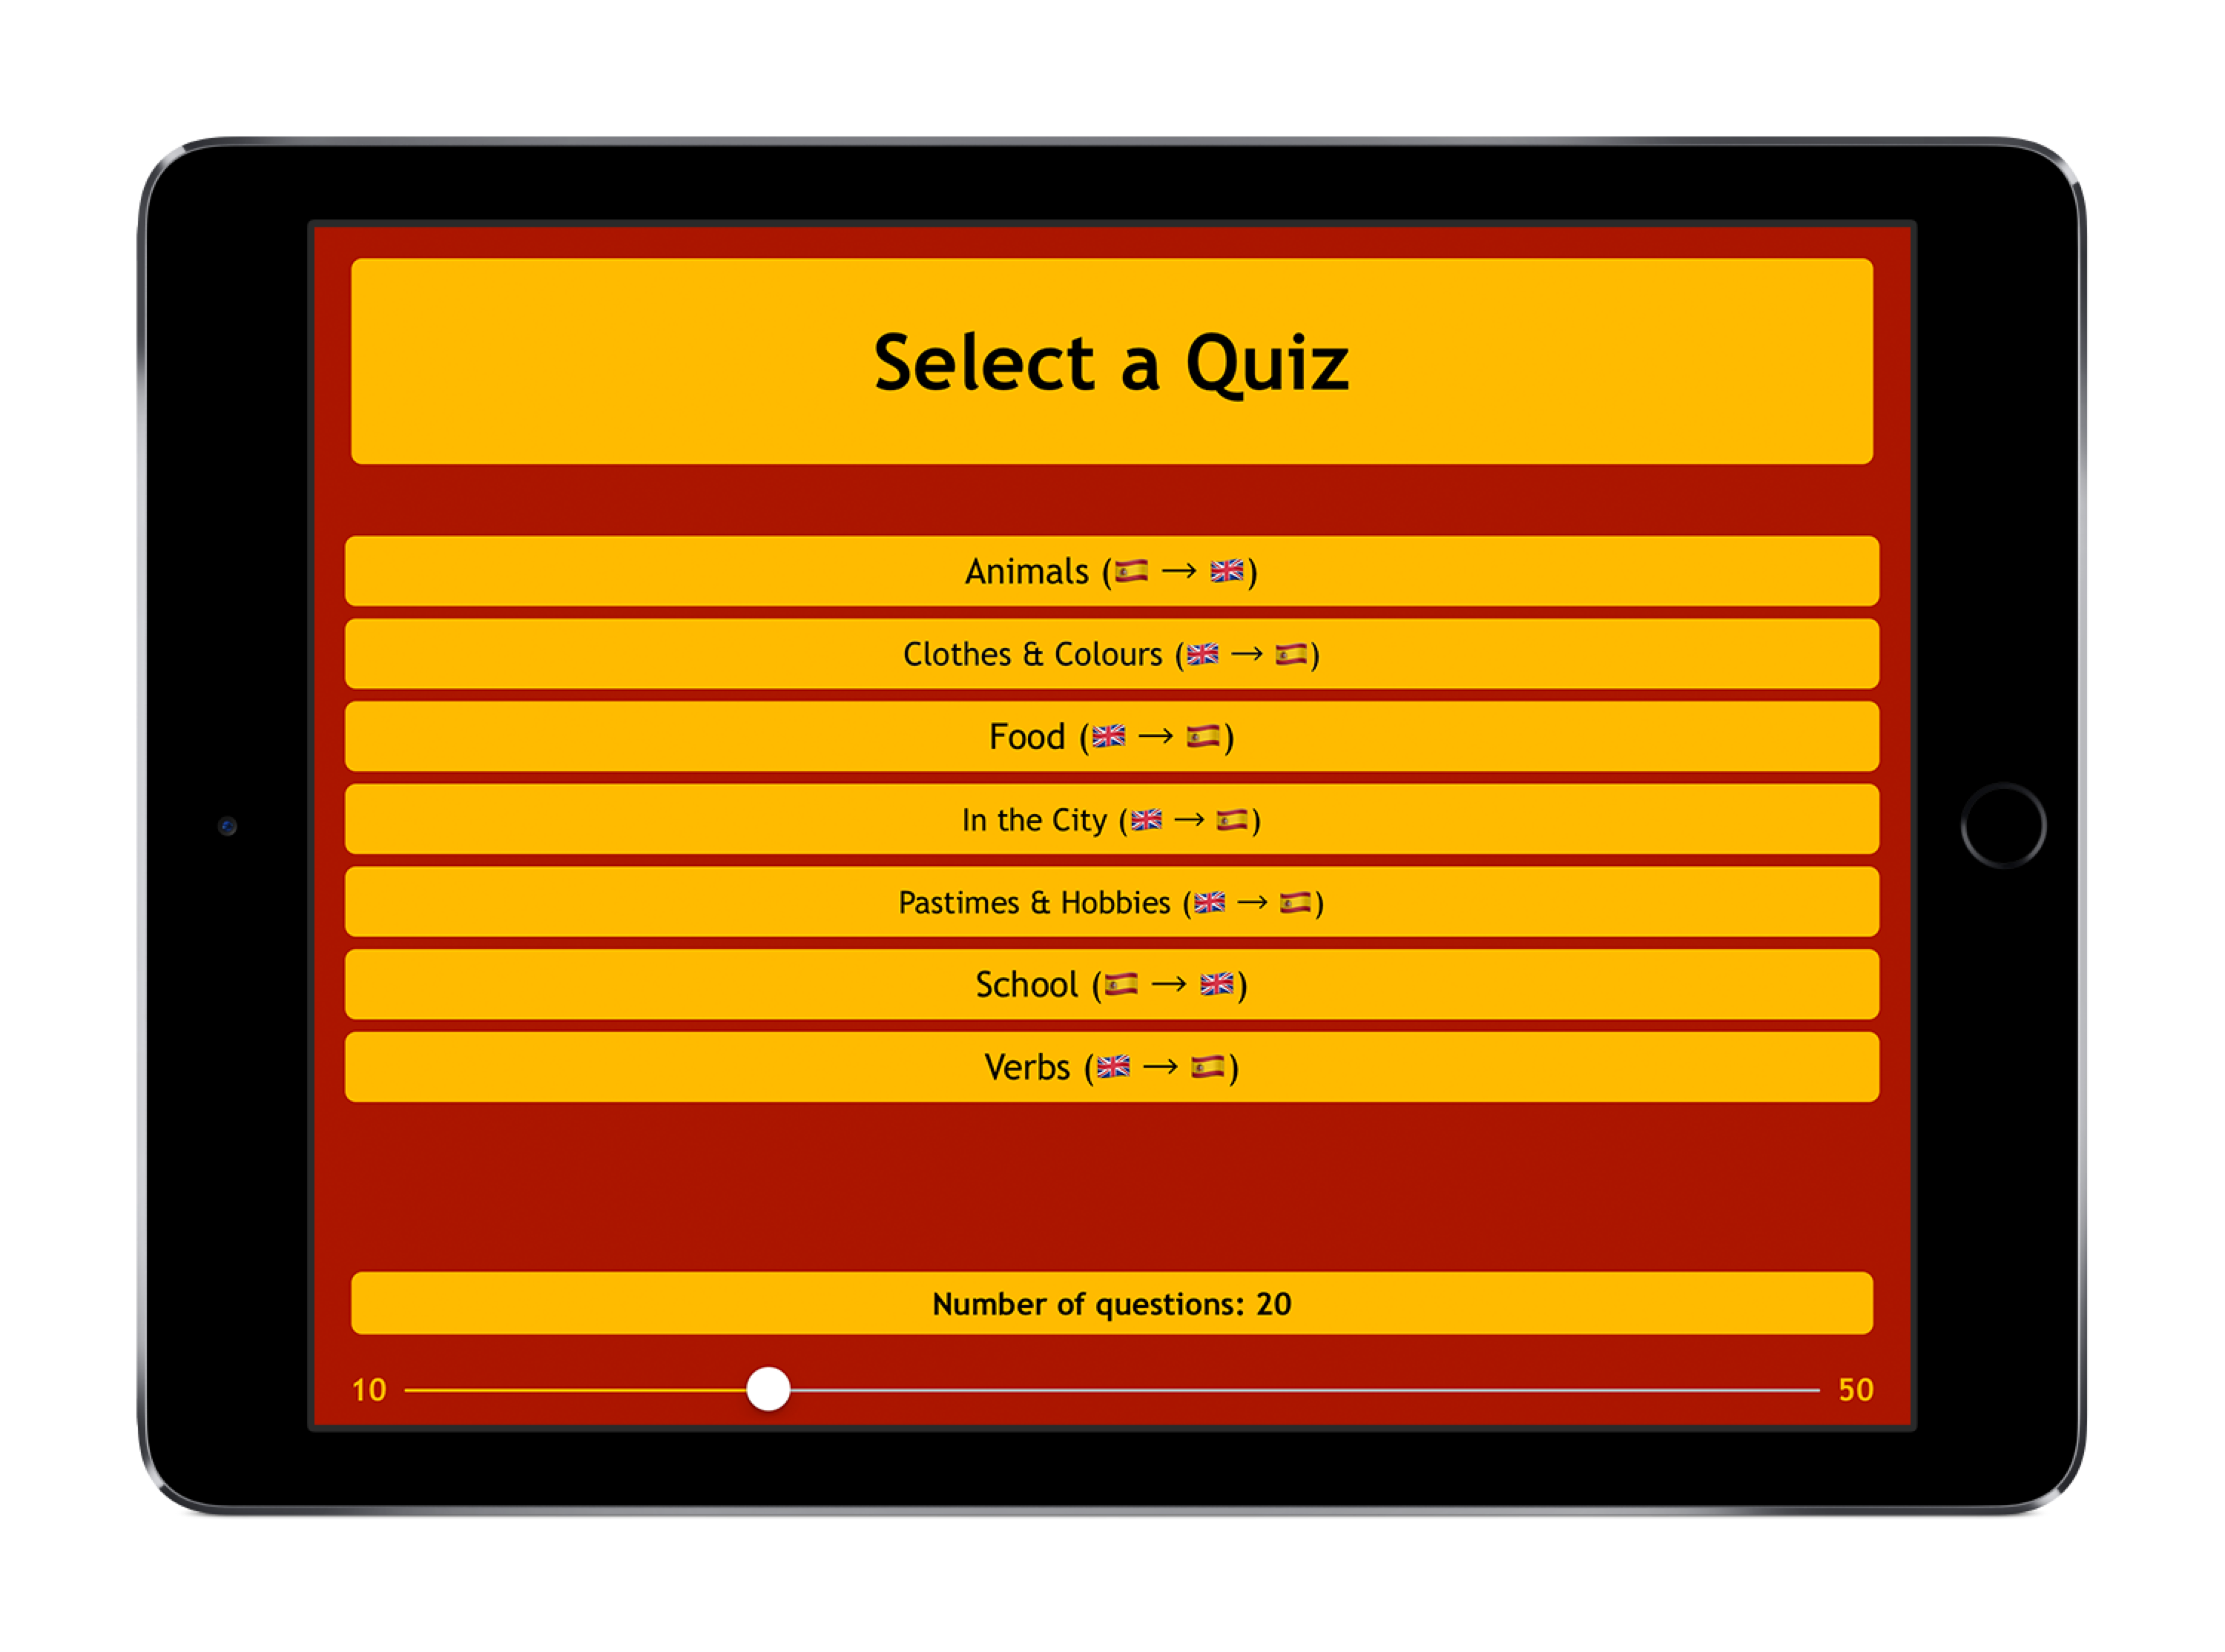 Select a Quiz
Animals (🇪🇸 → 🇬🇧)
Clothes & Colours (🇬🇧 → 🇪🇸)
Food (🇬🇧 → 🇪🇸)
In the City (🇬🇧 → 🇪🇸)
Pastimes & Hobbies (🇬🇧 → 🇪🇸)
School (🇪🇸 → 🇬🇧)
Verbs (🇬🇧 → 🇪🇸)
Number of questions: 20
10 50